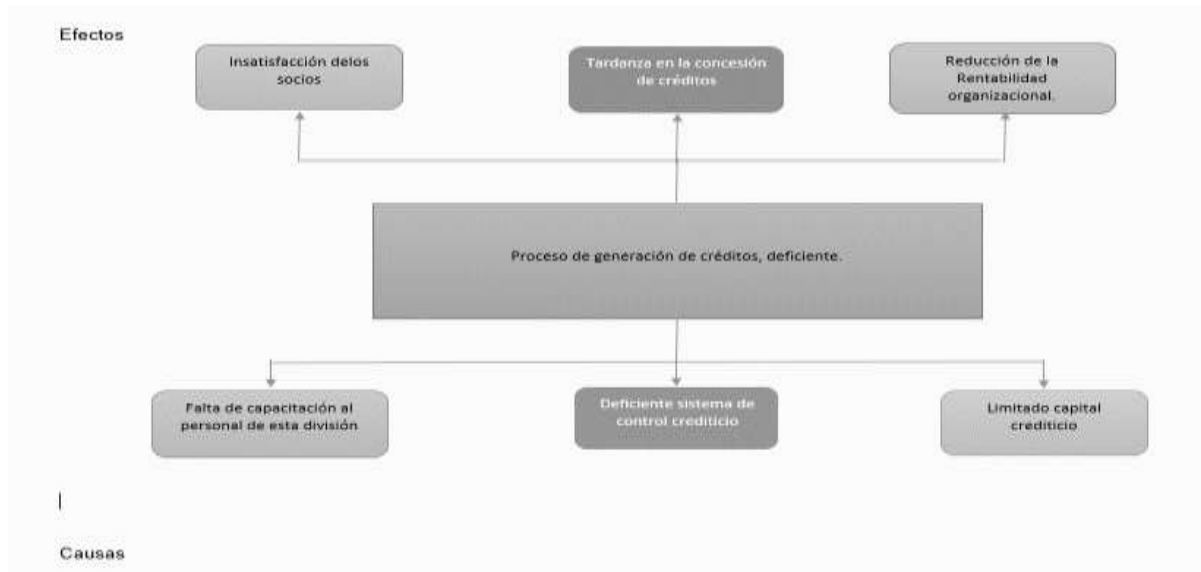 Efectos
Insatisfacción delos
socios
Tardanza en la concesión
de créditos
Reducción de la
Rentabilidad
organizacional.
Proceso de generación de créditos, deficiente.
Falta de capacitación al
personal de esta división
Deficiente sistema de
control crediticio
Limitado capital
crediticio
Causas